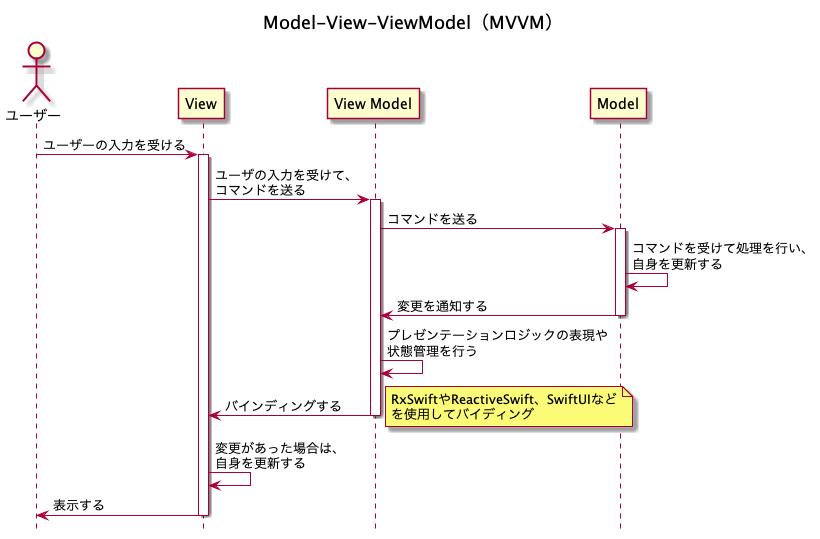 Model-View-ViewModel（MVVM）
ユーザー
View
View Model
Model
ユーザーの入力を受ける
ユーザの入力を受けて、
コマンドを送る
コマンドを送る
コマンドを受けて処理を行い、
自身を更新する
変更を通知する
プレゼンテーションロジックの表現や
状態管理を行う
RxSwiftやReactiveSwift、SwiftUIなど
を使用してバイディング
バインディングする
変更があった場合は、
自身を更新する
表示する